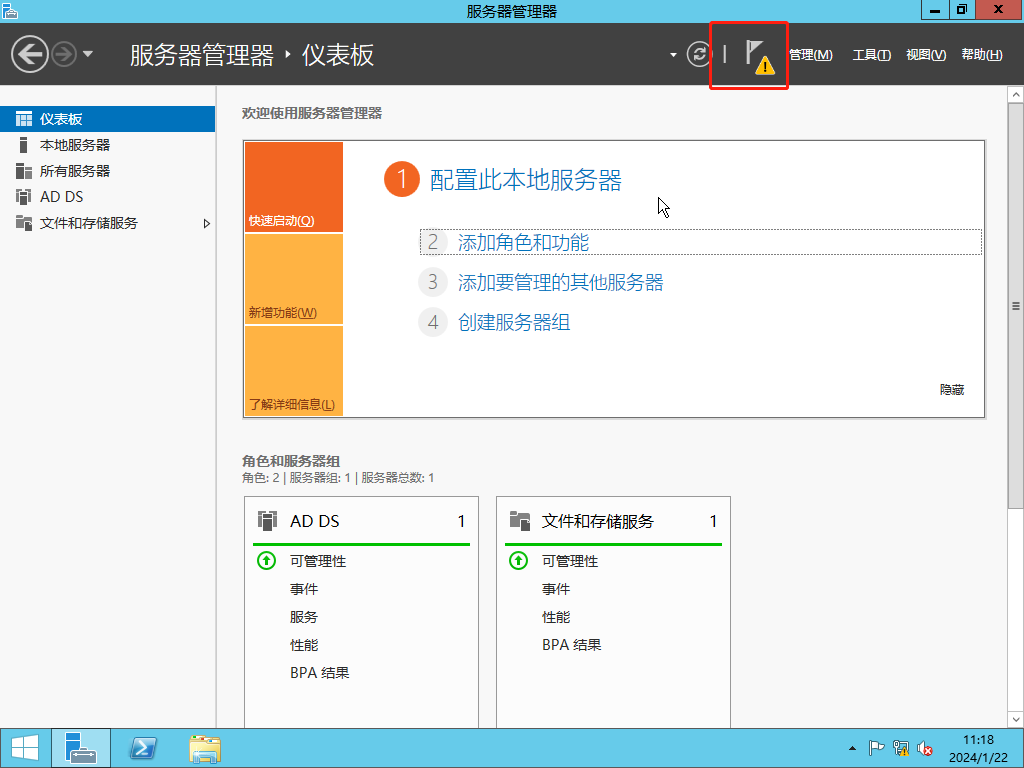 服务器管理器
服务器管理器 · 仪表板
管理(M) 工具(T) 视图(V) 帮助(H)
仪表板
本地服务器
所有服务器
AD DS
文件和存储服务
欢迎使用服务器管理器
快速启动(Q)
新增功能(W)
了解详细信息(L)
1 配置此本地服务器
2 添加角色和功能
3 添加要管理的其他服务器
4 创建服务器组
隐藏
角色和服务器组
角色: 2 | 服务器组: 1 | 服务器总数: 1
AD DS 1
可管理性
事件
服务
性能
BPA 结果
文件和存储服务 1
可管理性
事件
性能
BPA 结果
11:18
2024/1/22